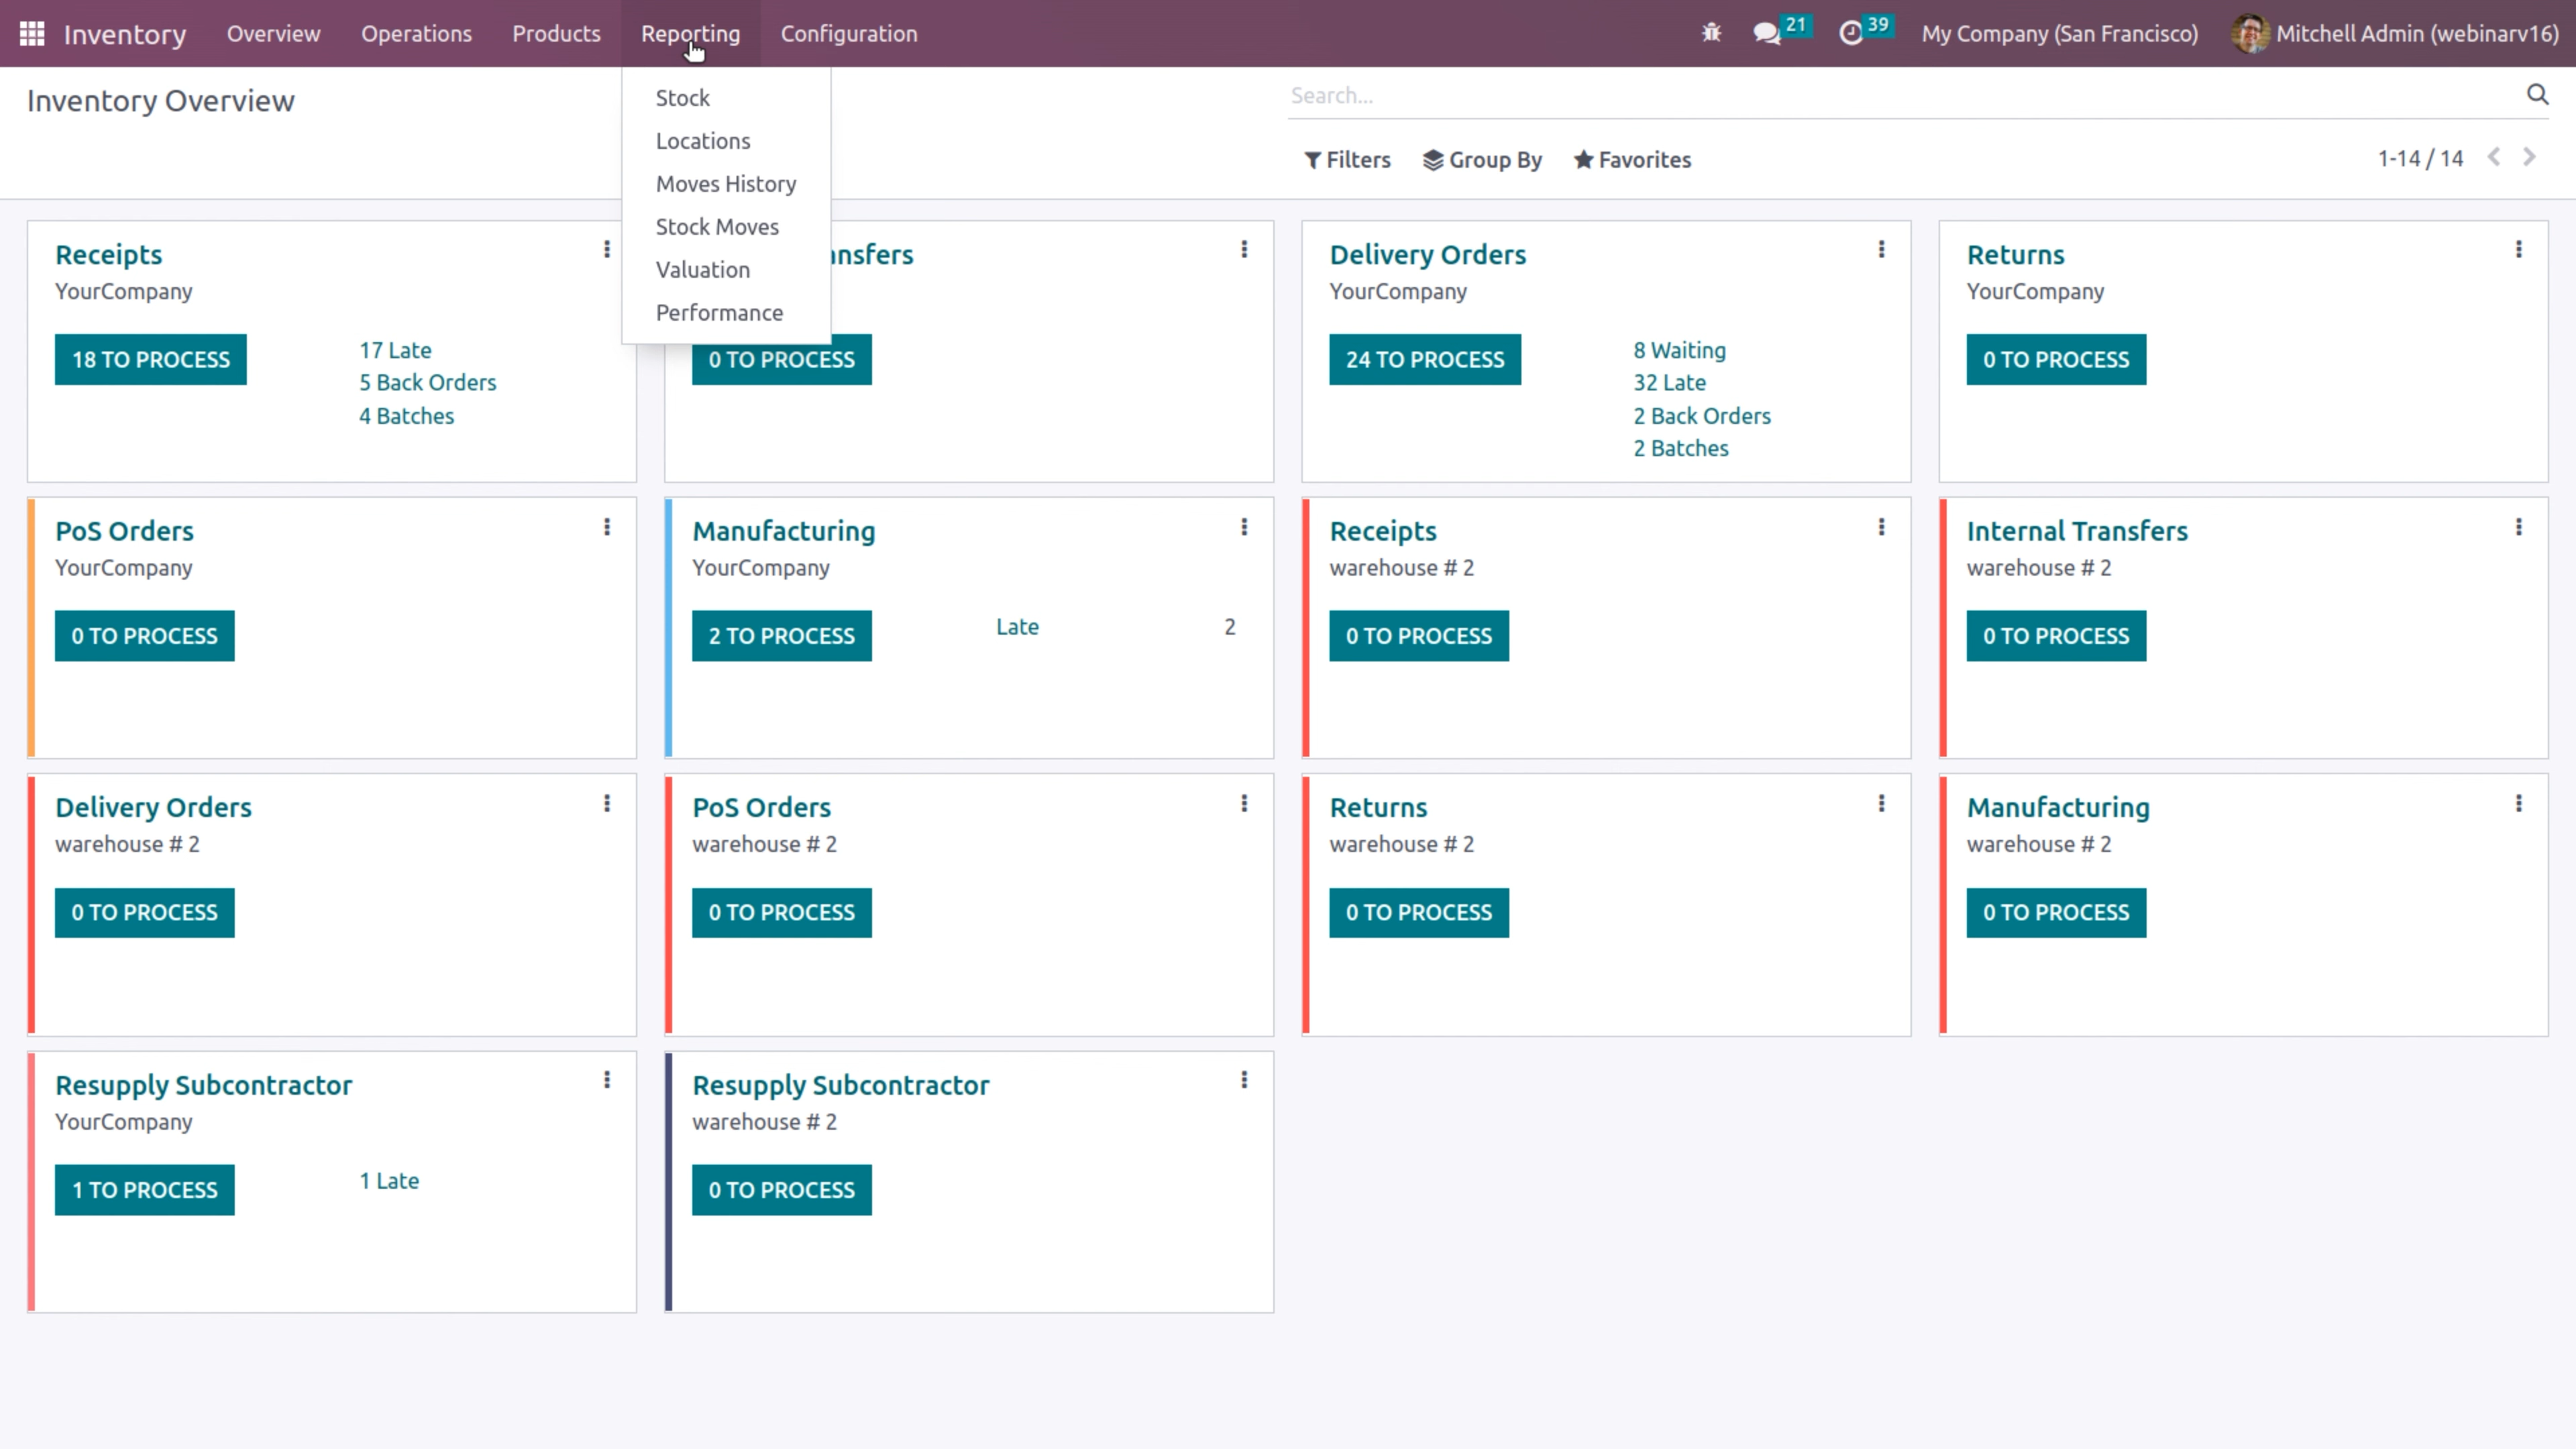 Inventory Overview Operations Products Reporting Configuration 21 39 My Company (San Francisco) Mitchell Admin (webinarv16)
Inventory Overview
Search...
Filters Group By Favorites 1-14 / 14
Stock
Locations
Moves History
Stock Moves
Valuation
Performance
Receipts
YourCompany
18 TO PROCESS
17 Late
5 Back Orders
4 Batches
0 TO PROCESS
Delivery Orders
YourCompany
24 TO PROCESS
8 Waiting
32 Late
2 Back Orders
2 Batches
Returns
YourCompany
0 TO PROCESS
PoS Orders
YourCompany
0 TO PROCESS
Manufacturing
YourCompany
2 TO PROCESS
Late 2
Receipts
warehouse # 2
0 TO PROCESS
Internal Transfers
warehouse # 2
0 TO PROCESS
Delivery Orders
warehouse # 2
0 TO PROCESS
PoS Orders
warehouse # 2
0 TO PROCESS
Returns
warehouse # 2
0 TO PROCESS
Manufacturing
warehouse # 2
0 TO PROCESS
Resupply Subcontractor
YourCompany
1 TO PROCESS
1 Late
Resupply Subcontractor
warehouse # 2
0 TO PROCESS